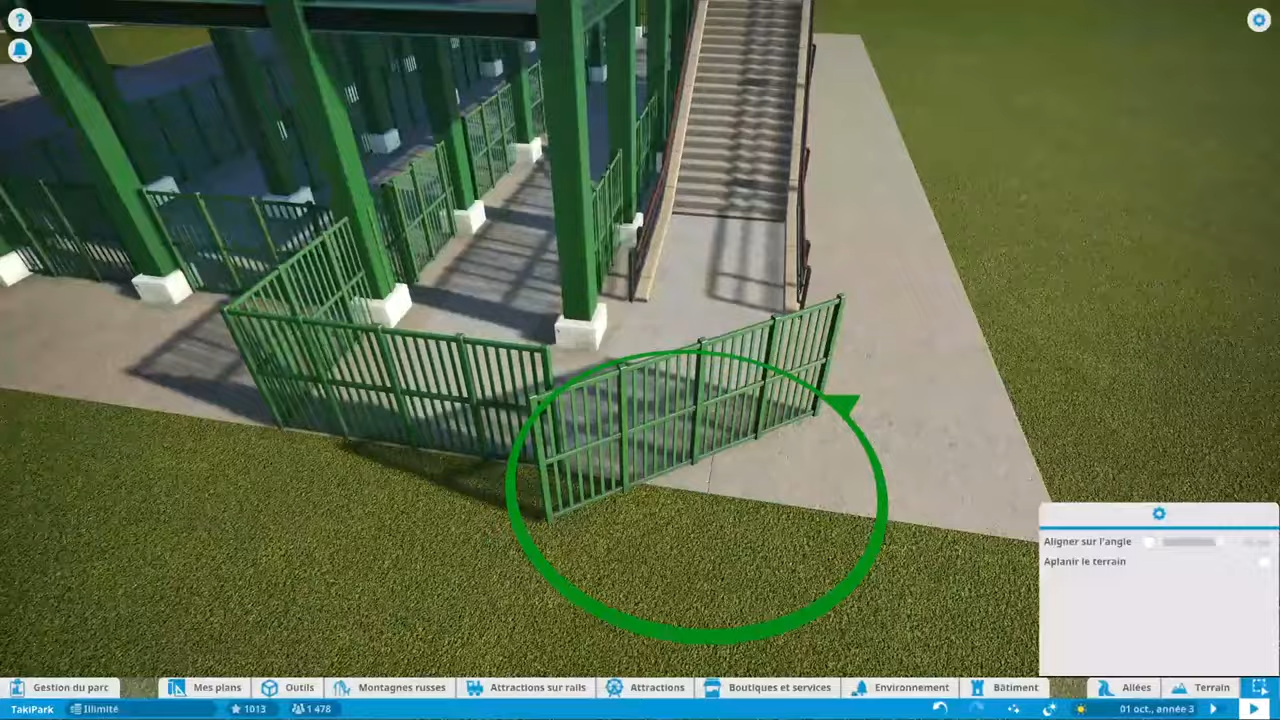 ?
Aligner sur l'angle
Aplanir le terrain
Gestion du parc
Mes plans
Outils
Montagnes russes
Attractions sur rails
Attractions
Boutiques et services
Environnement
Bâtiment
Allées
Terrain
TakiPark
Illimité
1013
1 478
01 oct., année 3